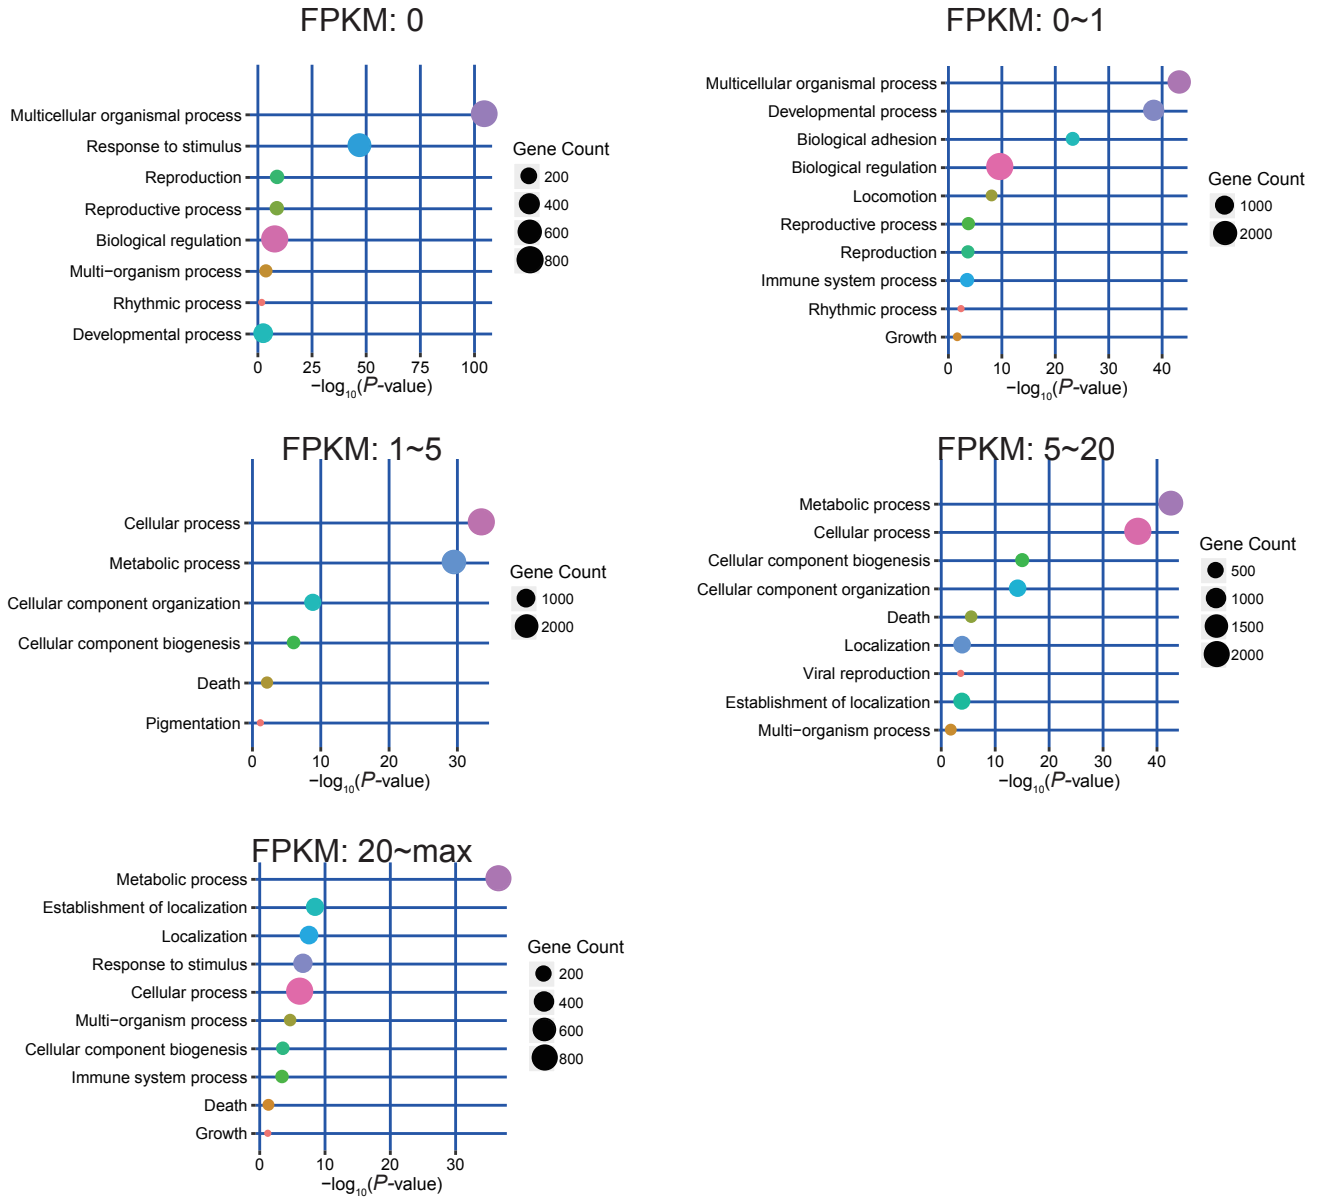 FPKM: 0
Multicellular organismal process
Response to stimulus
Reproduction
Reproductive process
Biological regulation
Multi−organism process
Rhythmic process
Developmental process
0 25 50 75 100
−log10(P-value)
Gene Count
200
400
600
800
FPKM: 0~1
Multicellular organismal process
Developmental process
Biological adhesion
Biological regulation
Locomotion
Reproductive process
Reproduction
Immune system process
Rhythmic process
Growth
0 10 20 30 40
−log10(P-value)
Gene Count
1000
2000
FPKM: 1~5
Cellular process
Metabolic process
Cellular component organization
Cellular component biogenesis
Death
Pigmentation
0 10 20 30
−log10(P-value)
Gene Count
1000
2000
FPKM: 5~20
Metabolic process
Cellular process
Cellular component biogenesis
Cellular component organization
Death
Localization
Viral reproduction
Establishment of localization
Multi−organism process
0 10 20 30 40
−log10(P-value)
Gene Count
500
1000
1500
2000
FPKM: 20~max
Metabolic process
Establishment of localization
Localization
Response to stimulus
Cellular process
Multi−organism process
Cellular component biogenesis
Immune system process
Death
Growth
0 10 20 30
−log10(P-value)
Gene Count
200
400
600
800